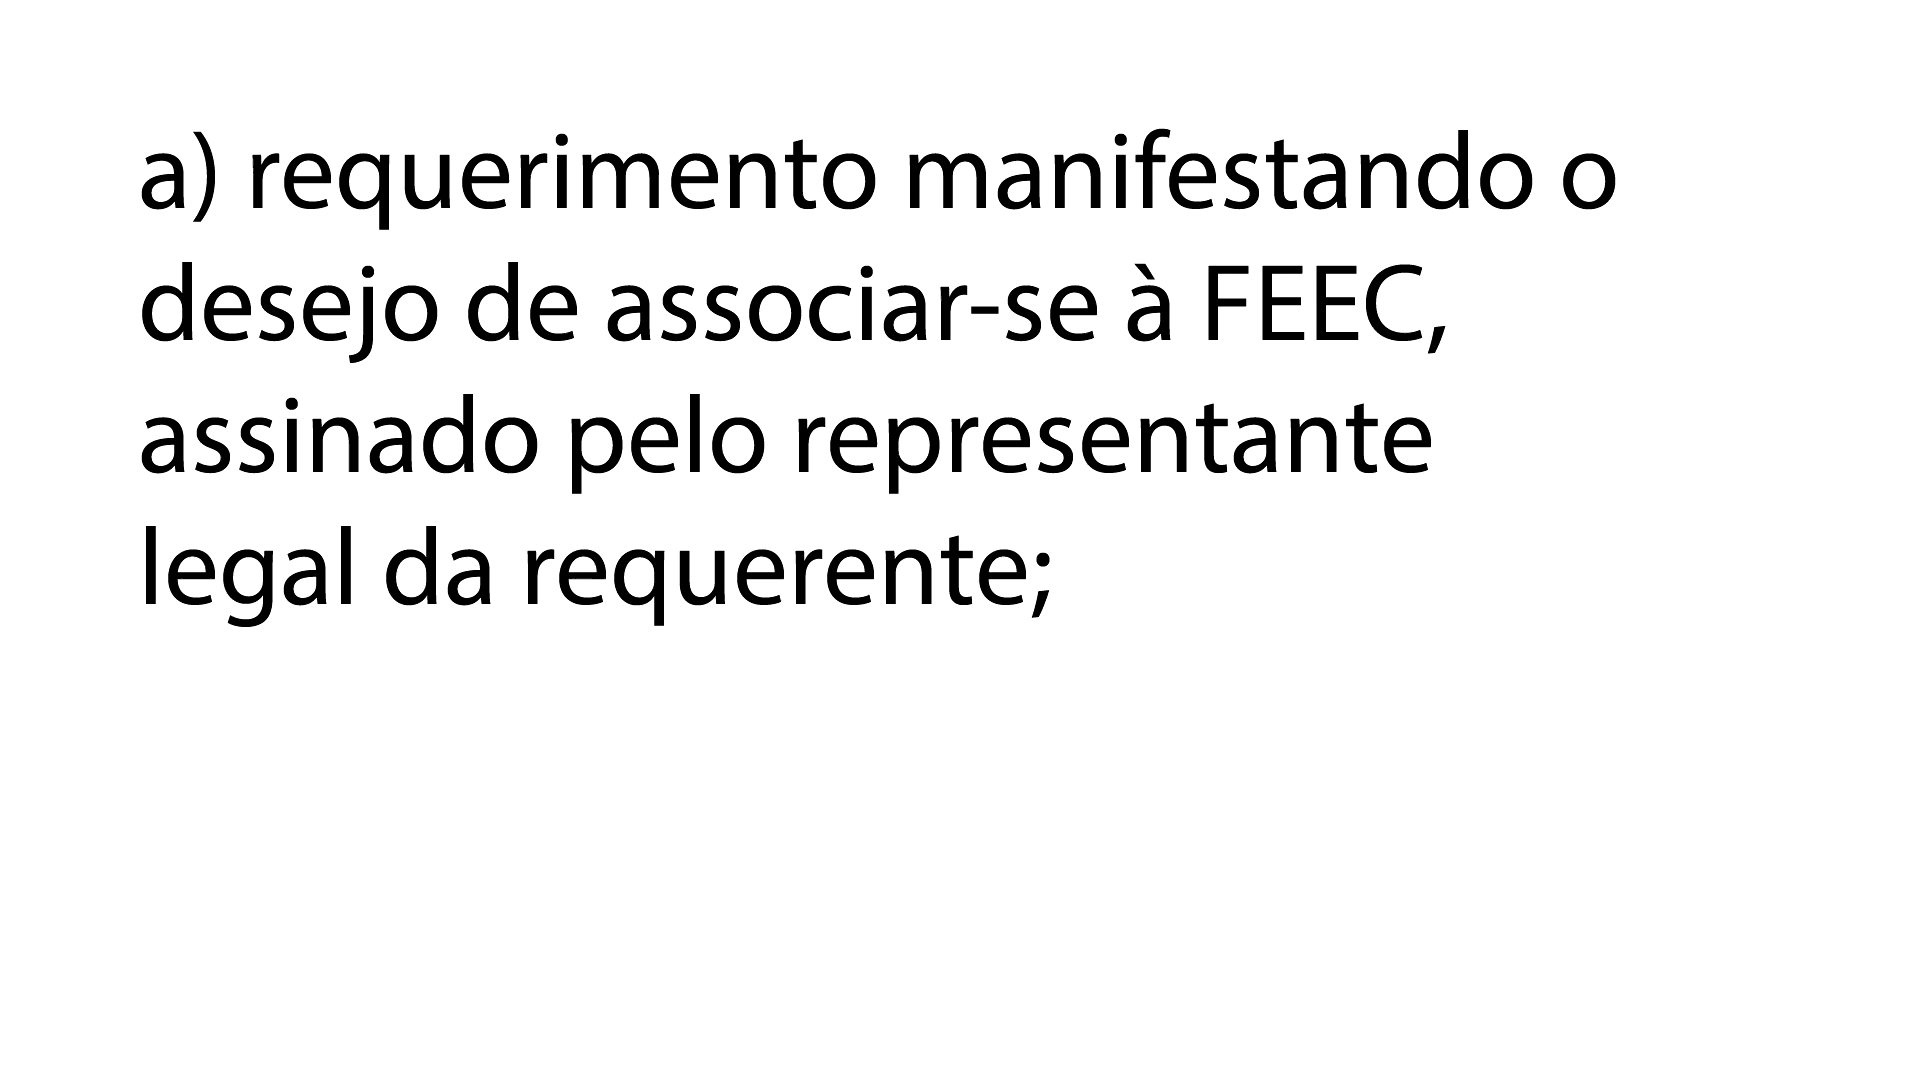 a) requerimento manifestando o
desejo de associar-se à FEEC,
assinado pelo representante
legal da requerente;